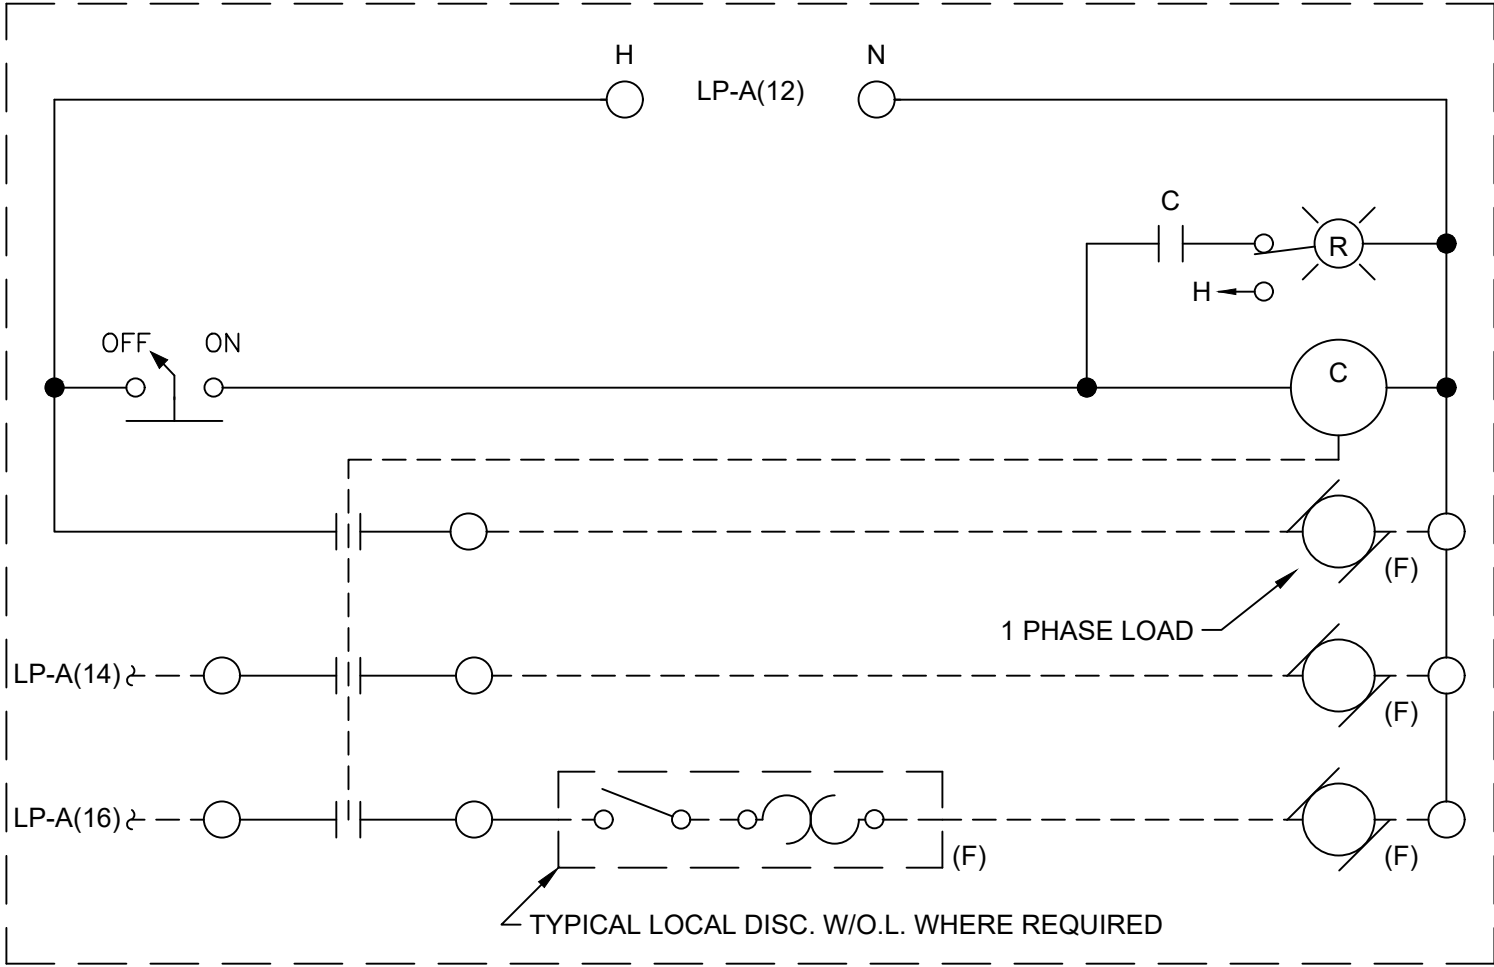 H
N
LP-A(12)
C
R
H
OFF
ON
C
(F)
1 PHASE LOAD
LP-A(14)
(F)
LP-A(16)
(F)
(F)
TYPICAL LOCAL DISC. W/O.L. WHERE REQUIRED